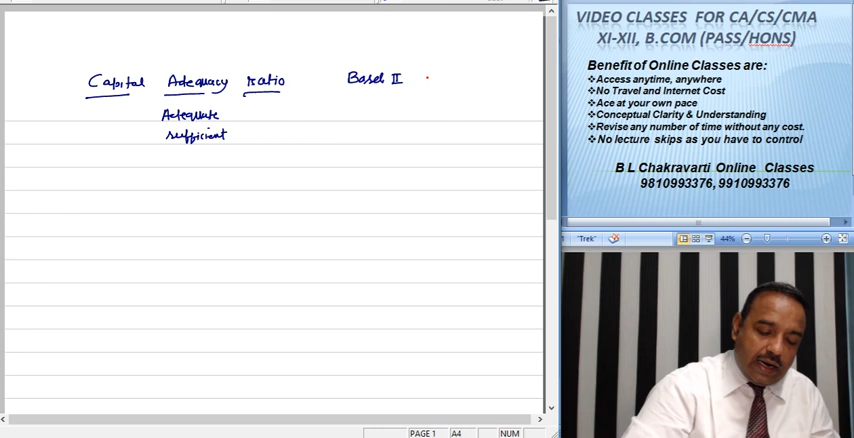 Capital Adequacy Ratio Basel II
Adequate
sufficient
PAGE 1 A4 NUM
VIDEO CLASSES FOR CA/CS/CMA
XI-XII, B.COM (PASS/HONS)
Benefit of Online Classes are:
❖Access anytime, anywhere
❖No Travel and Internet Cost
❖Ace at your own pace
❖Conceptual Clarity & Understanding
❖Revise any number of time without any cost.
❖No lecture skips as you have to control
B L Chakravarti Online Classes
9810993376, 9910993376
"Trek" 44%